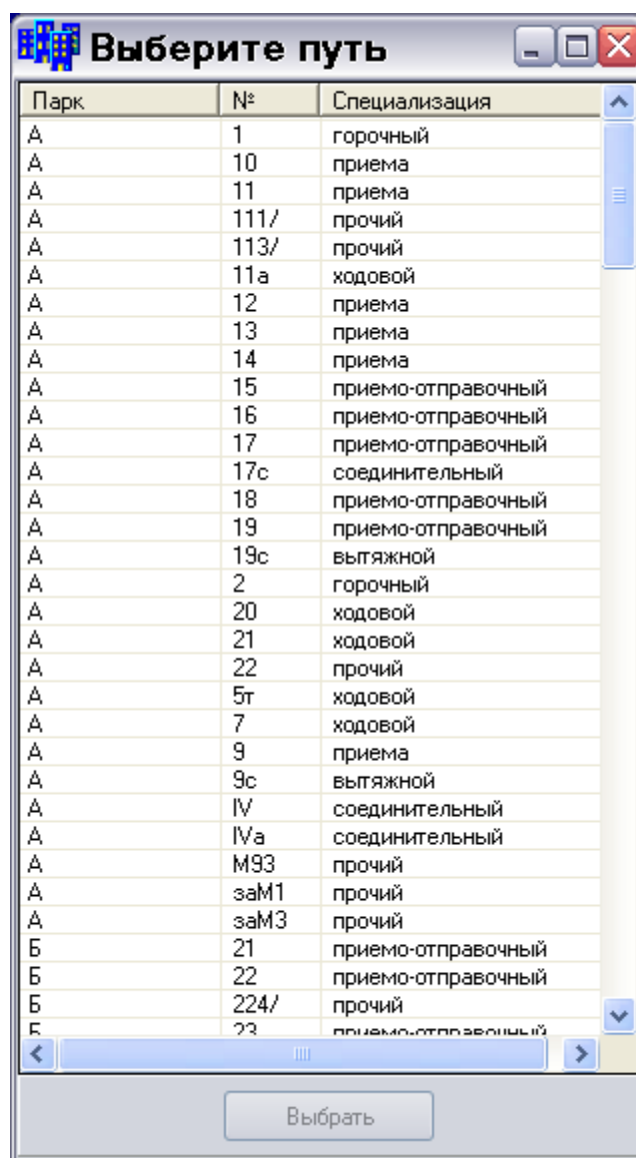 Выберите путь
Парк № Специализация
А 1 горочный
А 10 приема
А 11 приема
А 111/ прочий
А 113/ прочий
А 11а ходовой
А 12 приема
А 13 приема
А 14 приема
А 15 приемо-отправочный
А 16 приемо-отправочный
А 17 приемо-отправочный
А 17с соединительный
А 18 приемо-отправочный
А 19 приемо-отправочный
А 19с вытяжной
А 2 горочный
А 20 ходовой
А 21 ходовой
А 22 прочий
А 5т ходовой
А 7 ходовой
А 9 приема
А 9с вытяжной
А IV соединительный
А IVа соединительный
А М93 прочий
А заМ1 прочий
А заМ3 прочий
Б 21 приемо-отправочный
Б 22 приемо-отправочный
Б 224/ прочий
Б 23 приемо-отправочный
Выбрать